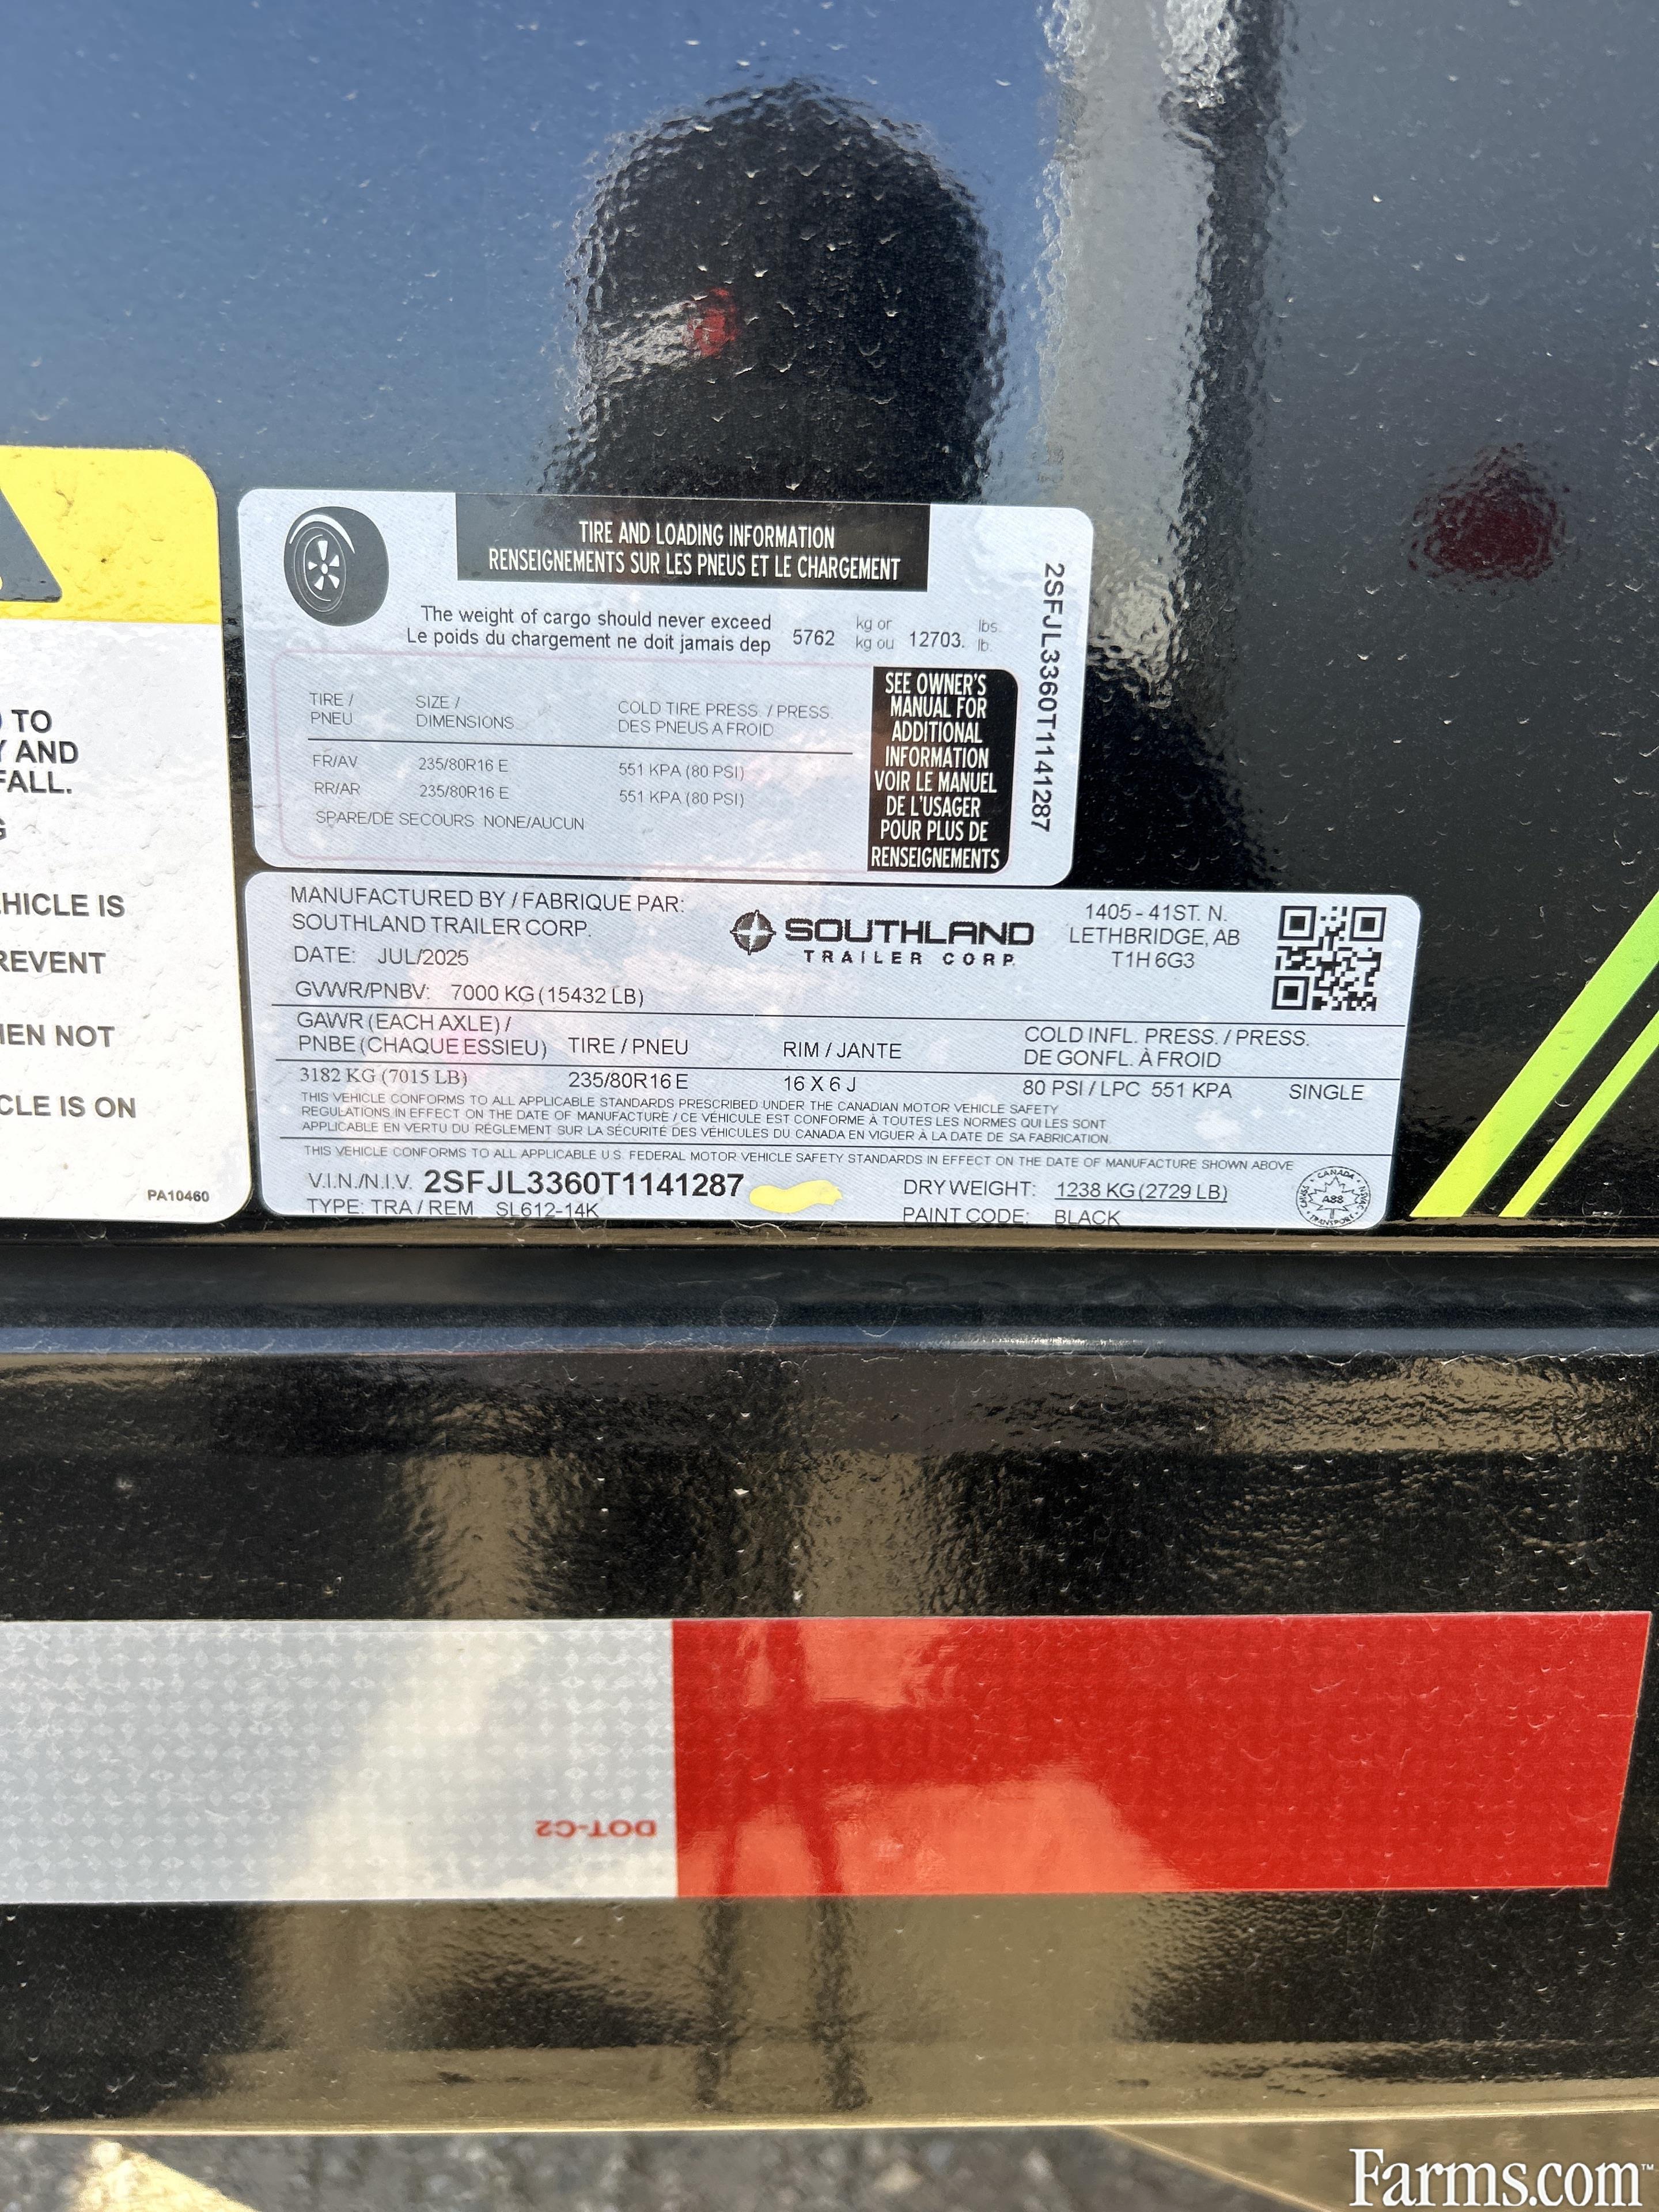 TO
Y AND
FALL.
G
HICLE IS
REVENT
EN NOT
CLE IS ON
PA10460
TIRE AND LOADING INFORMATION
RENSEIGNEMENTS SUR LES PNEUS ET LE CHARGEMENT
The weight of cargo should never exceed
Le poids du chargement ne doit jamais dep
5762 kg or 12703. lbs.
kg ou lb.
TIRE / SIZE / COLD TIRE PRESS. / PRESS.
PNEU DIMENSIONS DES PNEUS A FROID
FR/AV 235/80R16 E 551 KPA (80 PSI)
RR/AR 235/80R16 E 551 KPA (80 PSI)
SPARE/DE SECOURS NONE/AUCUN
SEE OWNER'S
MANUAL FOR
ADDITIONAL
INFORMATION
VOIR LE MANUEL
DE L'USAGER
POUR PLUS DE
RENSEIGNEMENTS
2SFJL3360T1141287
MANUFACTURED BY / FABRIQUE PAR:
SOUTHLAND TRAILER CORP.
DATE: JUL/2025
GVWR/PNBV: 7000 KG (15432 LB)
SOUTHLAND
TRAILER CORP.
1405 - 41ST. N.
LETHBRIDGE, AB
T1H 6G3
GAWR (EACH AXLE) /
PNBE (CHAQUE ESSIEU) TIRE / PNEU RIM / JANTE
COLD INFL. PRESS. / PRESS.
DE GONFL. À FROID
3182 KG (7015 LB) 235/80R16 E 16 X 6 J 80 PSI / LPC 551 KPA SINGLE
THIS VEHICLE CONFORMS TO ALL APPLICABLE STANDARDS PRESCRIBED UNDER THE CANADIAN MOTOR VEHICLE SAFETY
REGULATIONS IN EFFECT ON THE DATE OF MANUFACTURE / CE VÉHICULE EST CONFORME À TOUTES LES NORMES QUI LES SONT
APPLICABLE EN VERTU DU RÈGLEMENT SUR LA SÉCURITÉ DES VÉHICULES DU CANADA EN VIGUER À LA DATE DE SA FABRICATION.
THIS VEHICLE CONFORMS TO ALL APPLICABLE U.S. FEDERAL MOTOR VEHICLE SAFETY STANDARDS IN EFFECT ON THE DATE OF MANUFACTURE SHOWN ABOVE
V.I.N./N.I.V. 2SFJL3360T1141287
TYPE: TRA / REM SL612-14K
DRY WEIGHT: 1238 KG (2729 LB)
PAINT CODE: BLACK
CANADA
A88
TRANSPORT
DOT-C2
Farms.com™